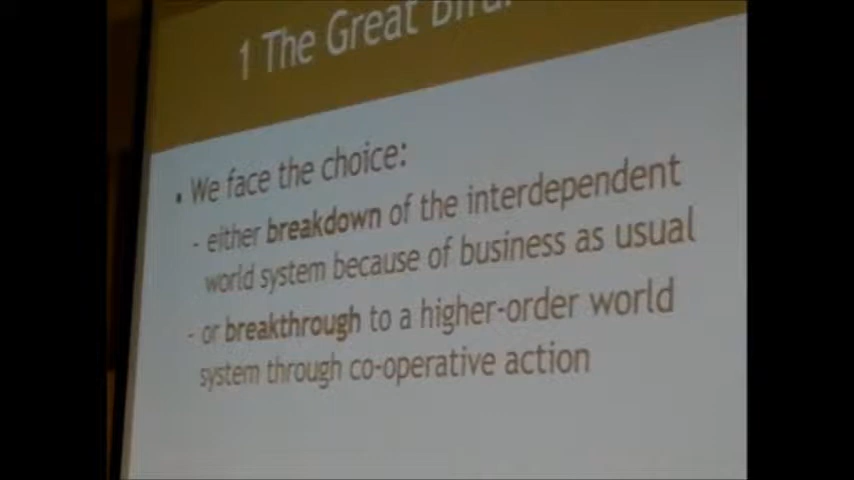 1 The Great
• We face the choice:
- either breakdown of the interdependent
world system because of business as usual
- or breakthrough to a higher-order world
system through co-operative action